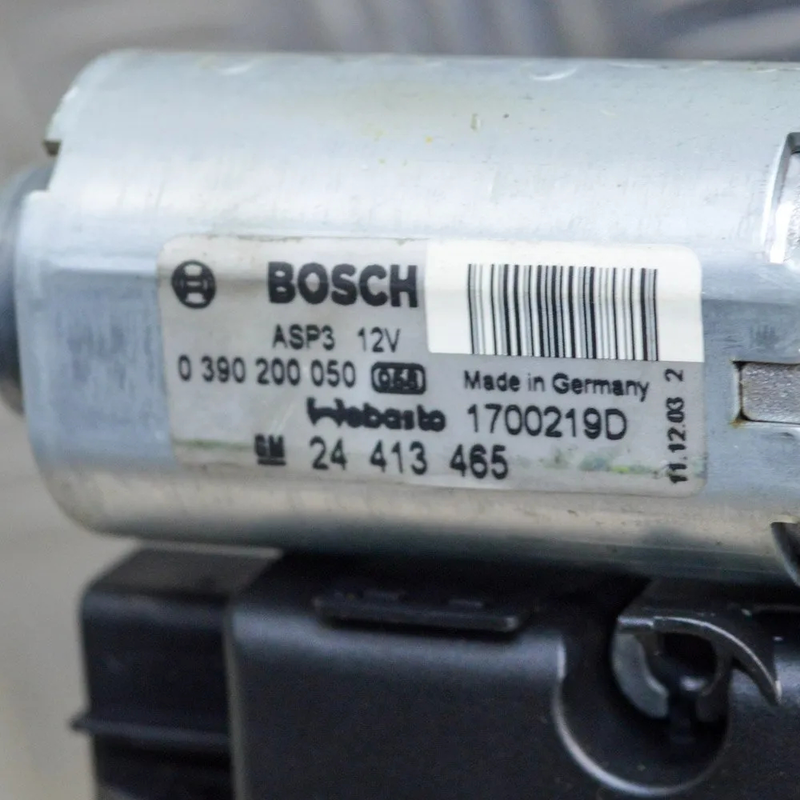 BOSCH
ASP3 12V
0 390 200 050 Made in Germany
Webasto 1700219D
GM 24 413 465
11.12.03 2